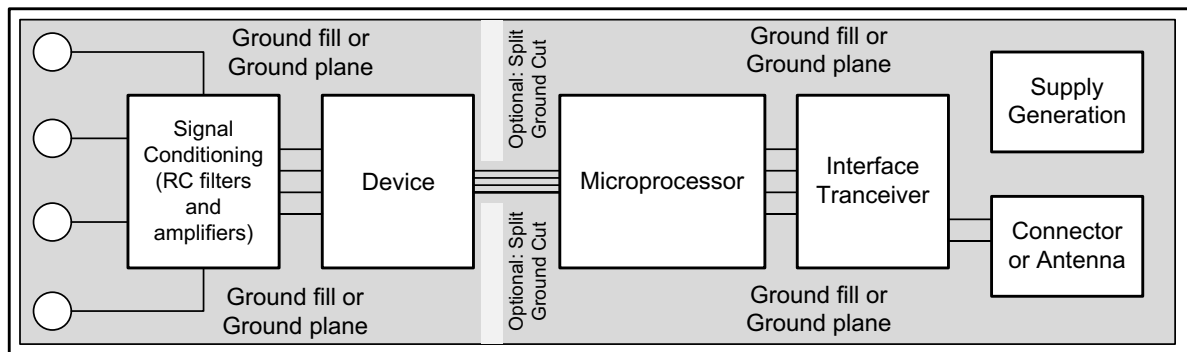 Ground fill or
Ground plane
Optional: Split
Ground Cut
Ground fill or
Ground plane
Supply
Generation
Signal
Conditioning
(RC filters
and
amplifiers)
Device
Microprocessor
Interface
Tranceiver
Connector
or Antenna
Ground fill or
Ground plane
Optional: Split
Ground Cut
Ground fill or
Ground plane